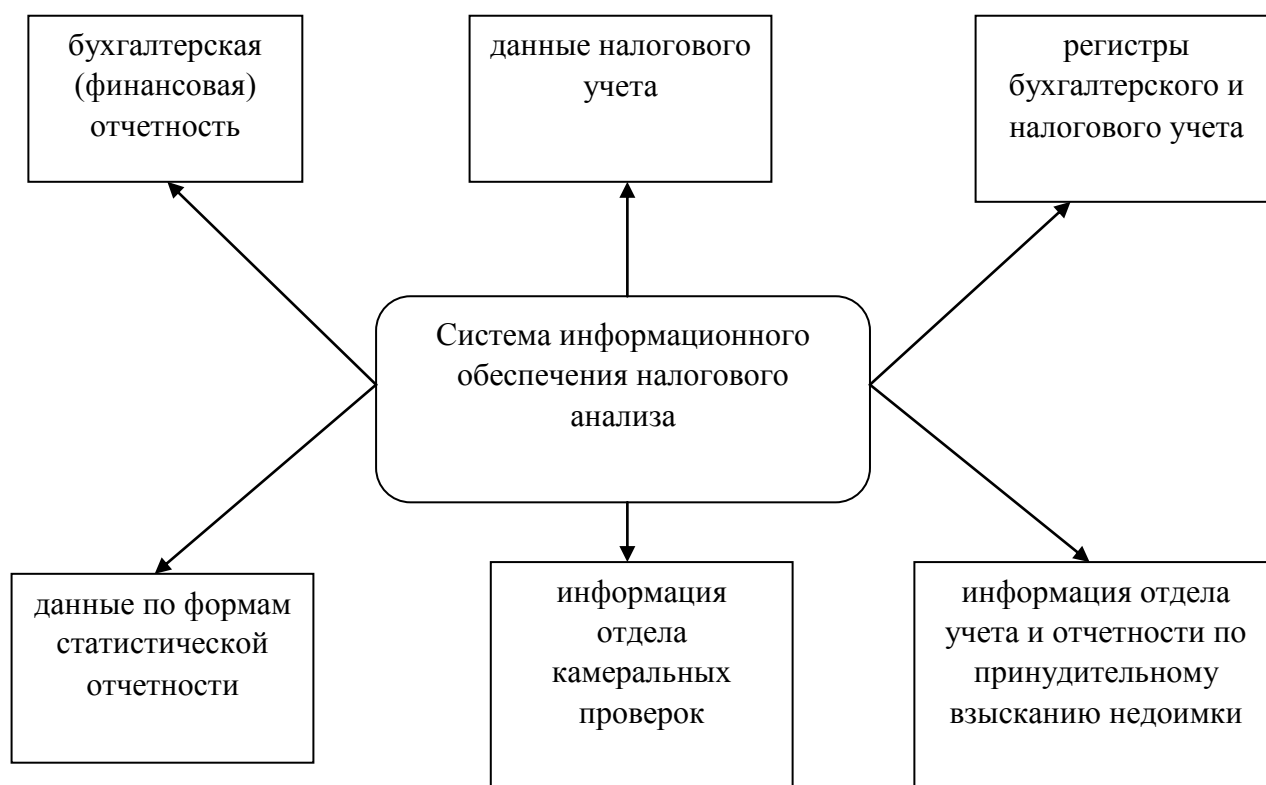 бухгалтерская
(финансовая)
отчетность
данные налогового
учета
регистры
бухгалтерского и
налогового учета
Система информационного
обеспечения налогового
анализа
данные по формам
статистической
отчетности
информация
отдела
камеральных
проверок
информация отдела
учета и отчетности по
принудительному
взысканию недоимки